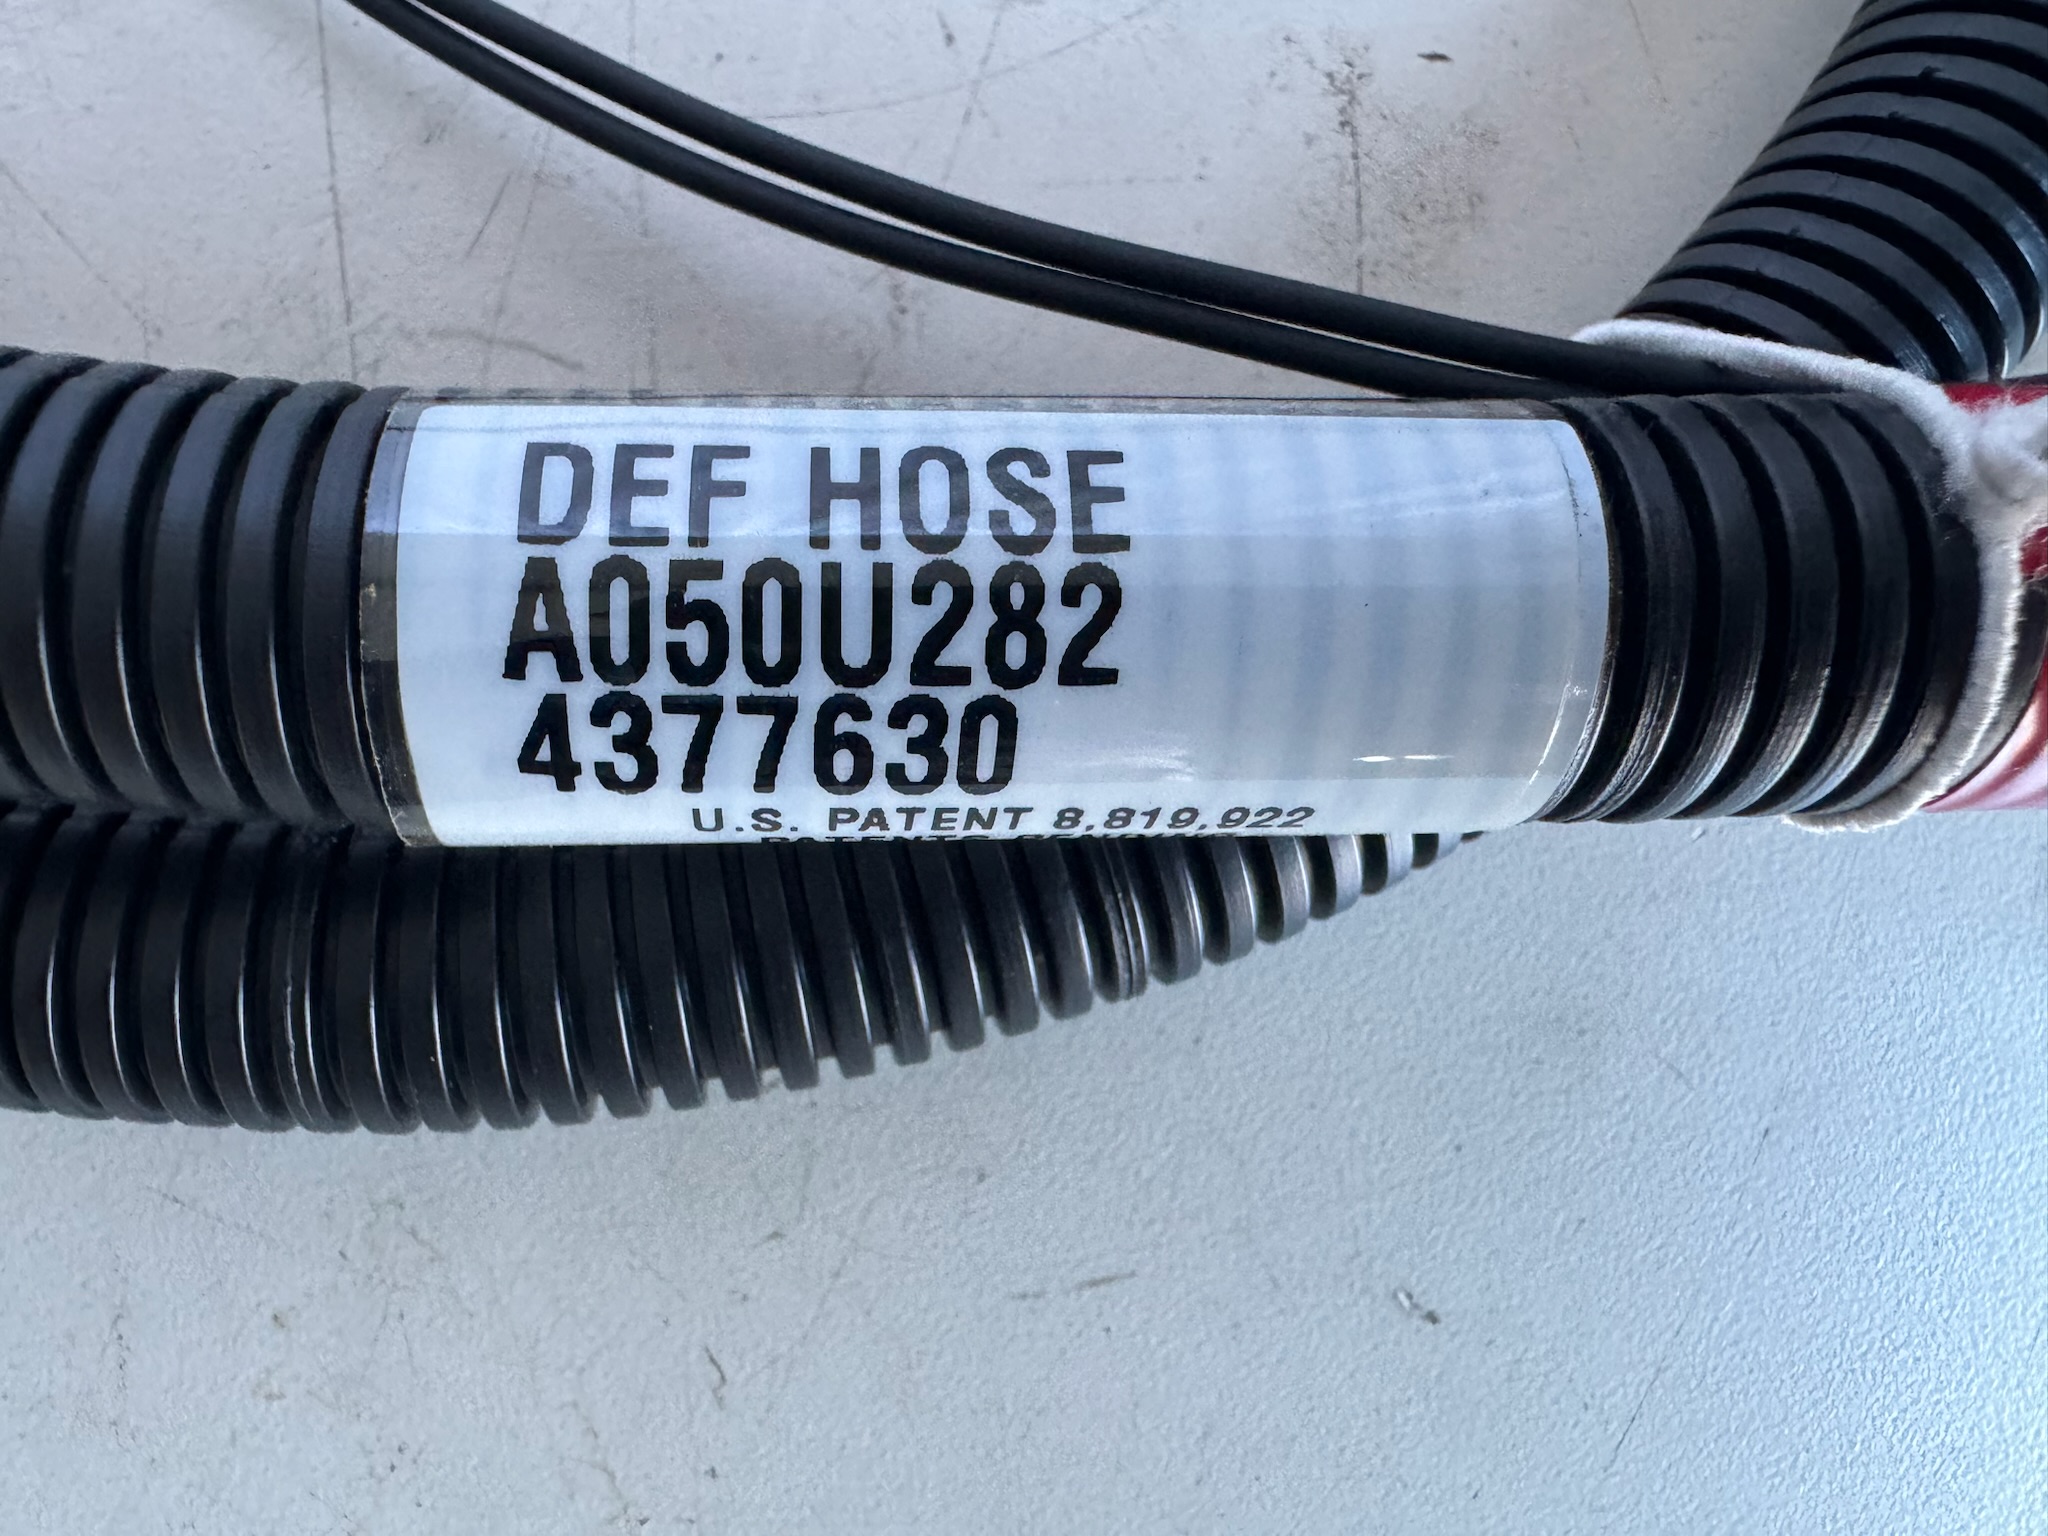 DEF HOSE
A050U282
4377630
U.S. PATENT 8,819,922